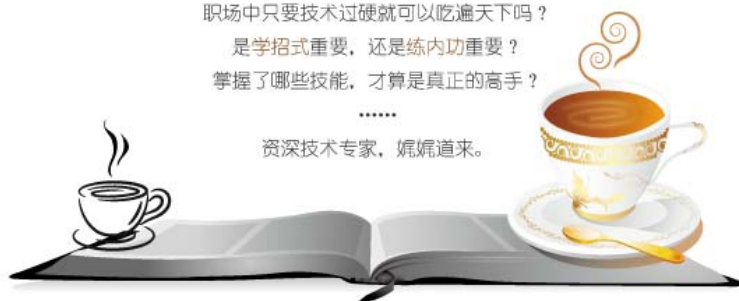 职场中只要技术过硬就可以吃遍天下吗？
是学招式重要，还是练内功重要？
掌握了哪些技能，才算是真正的高手？
······
资深技术专家，娓娓道来。